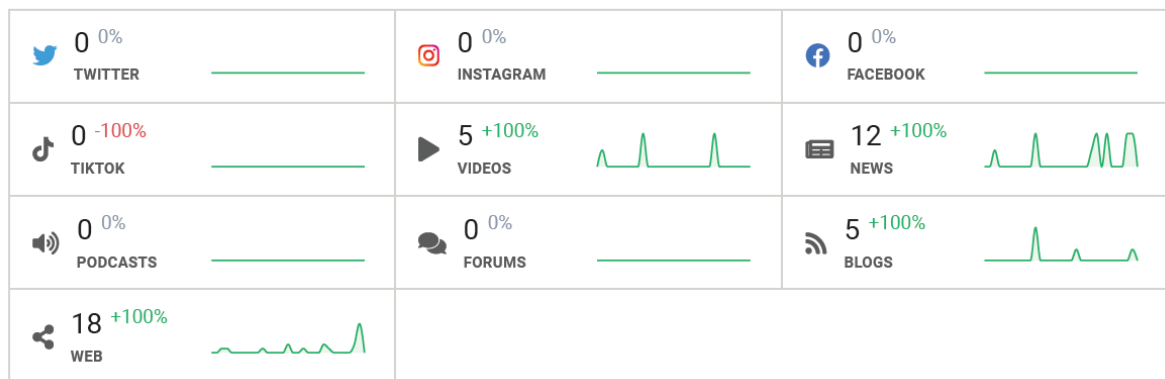 0 0%
TWITTER
0 0%
INSTAGRAM
0 0%
FACEBOOK
0 -100%
TIKTOK
5 +100%
VIDEOS
12 +100%
NEWS
0 0%
PODCASTS
0 0%
FORUMS
5 +100%
BLOGS
18 +100%
WEB